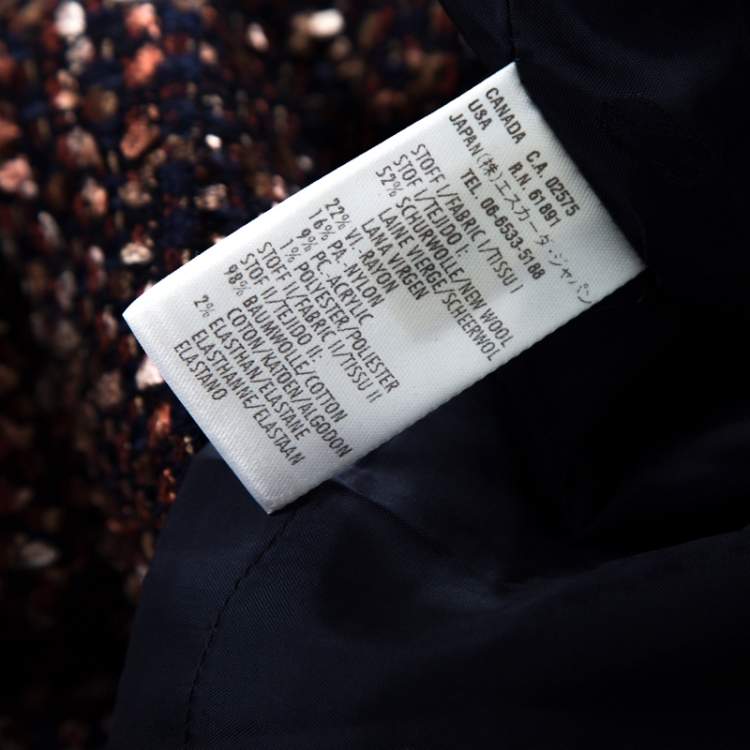 CANADA C.A. 02575
USA R.N. 61891
JAPAN (株)エスカーダ・ジャパン
TEL. 06-6533-5188
STOFF I/FABRIC I/TISSU I
STOF I/TEJIDO I:
52% SCHURWOLLE/NEW WOOL
LAINE VIERGE/SCHEERWOL
LANA VIRGEN
22% VI. RAYON
16% PA. NYLON
9% PC. ACRYLIC
1% POLYESTER/POLIESTER
STOFF II/FABRIC II/TISSU II
STOF II/TEJIDO II:
98% BAUMWOLLE/COTTON
COTON/KATOEN/ALGODON
2% ELASTHAN/ELASTANE
ELASTHANNE/ELASTAAN
ELASTANO